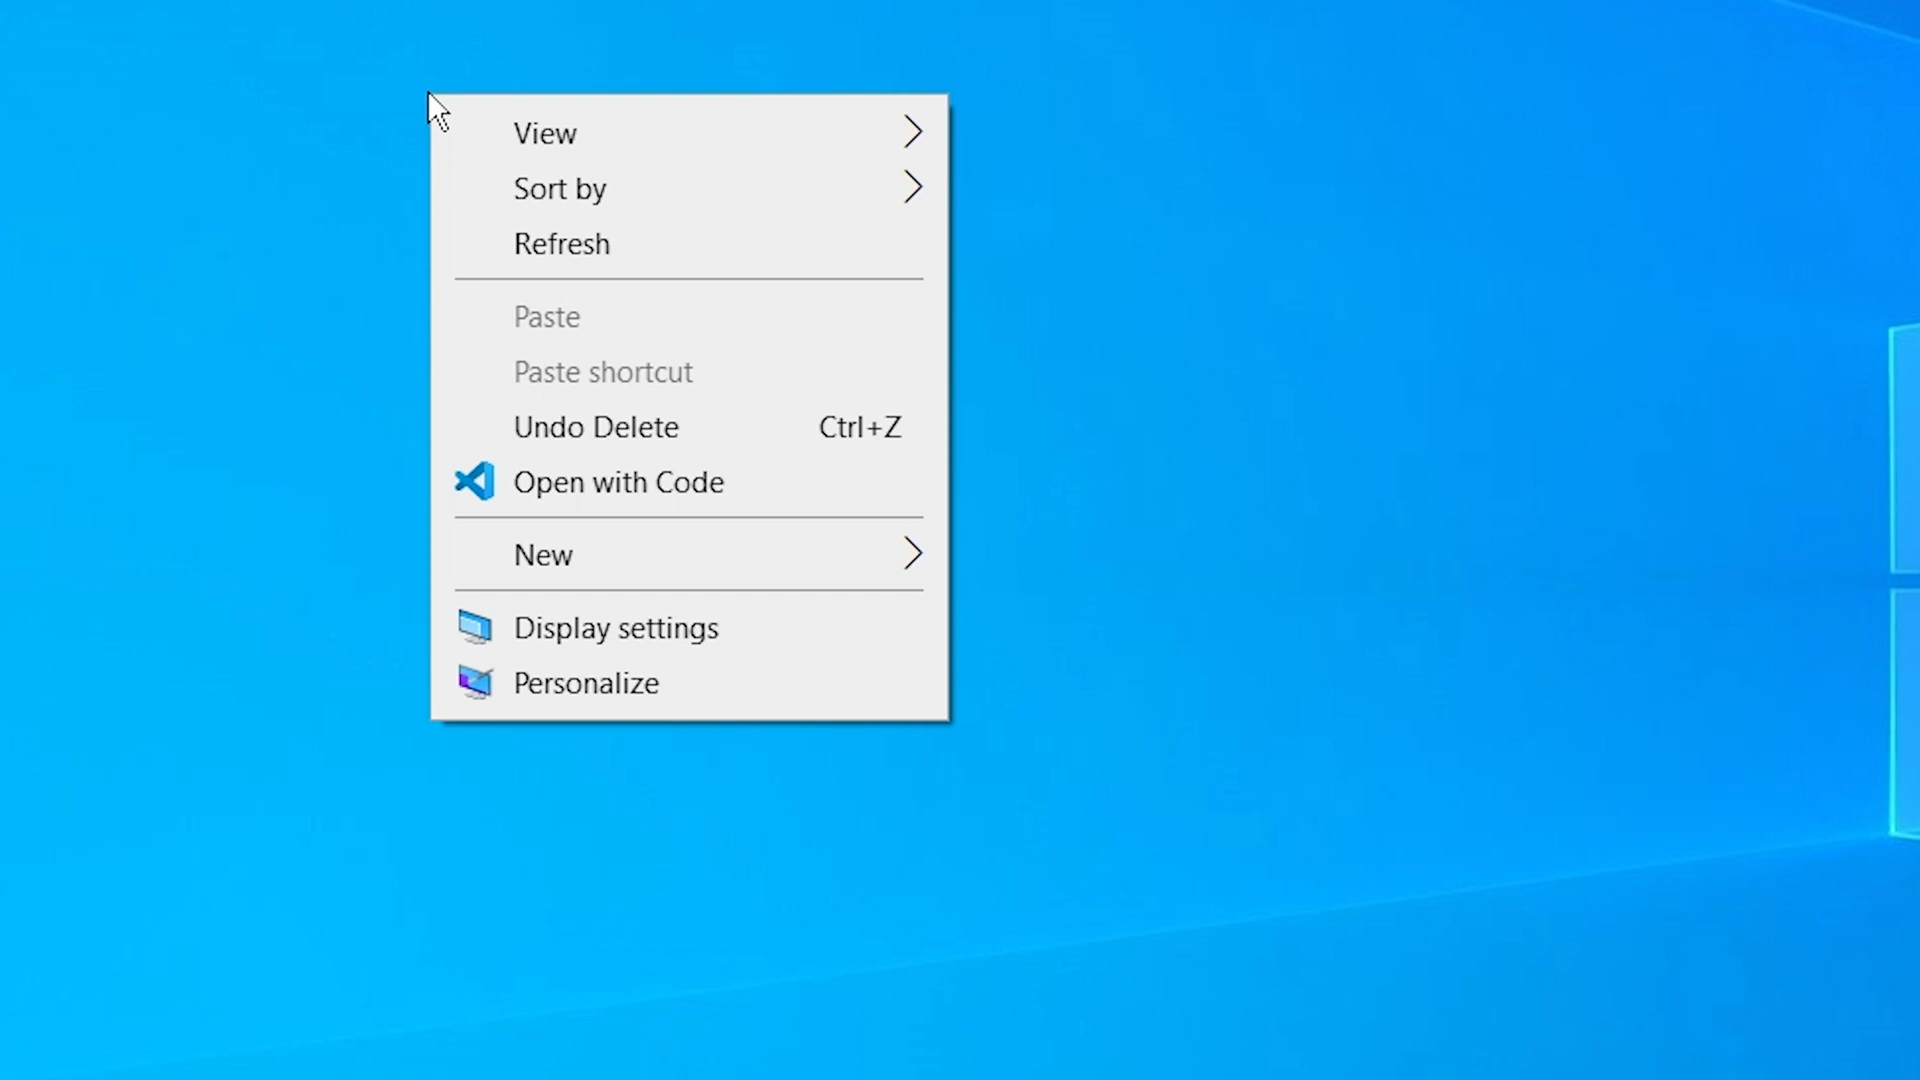 View
Sort by
Refresh
Paste
Paste shortcut
Undo Delete Ctrl+Z
Open with Code
New
Display settings
Personalize